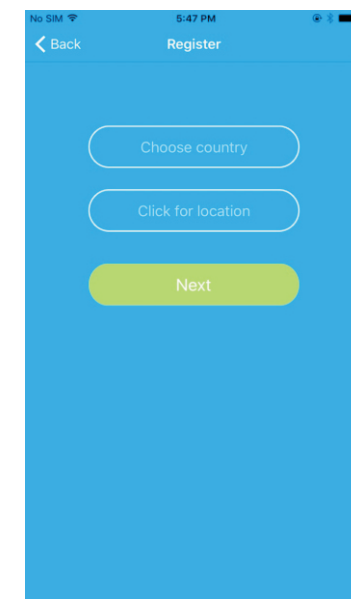 No SIM 5:47 PM
Back Register
Choose country
Click for location
Next